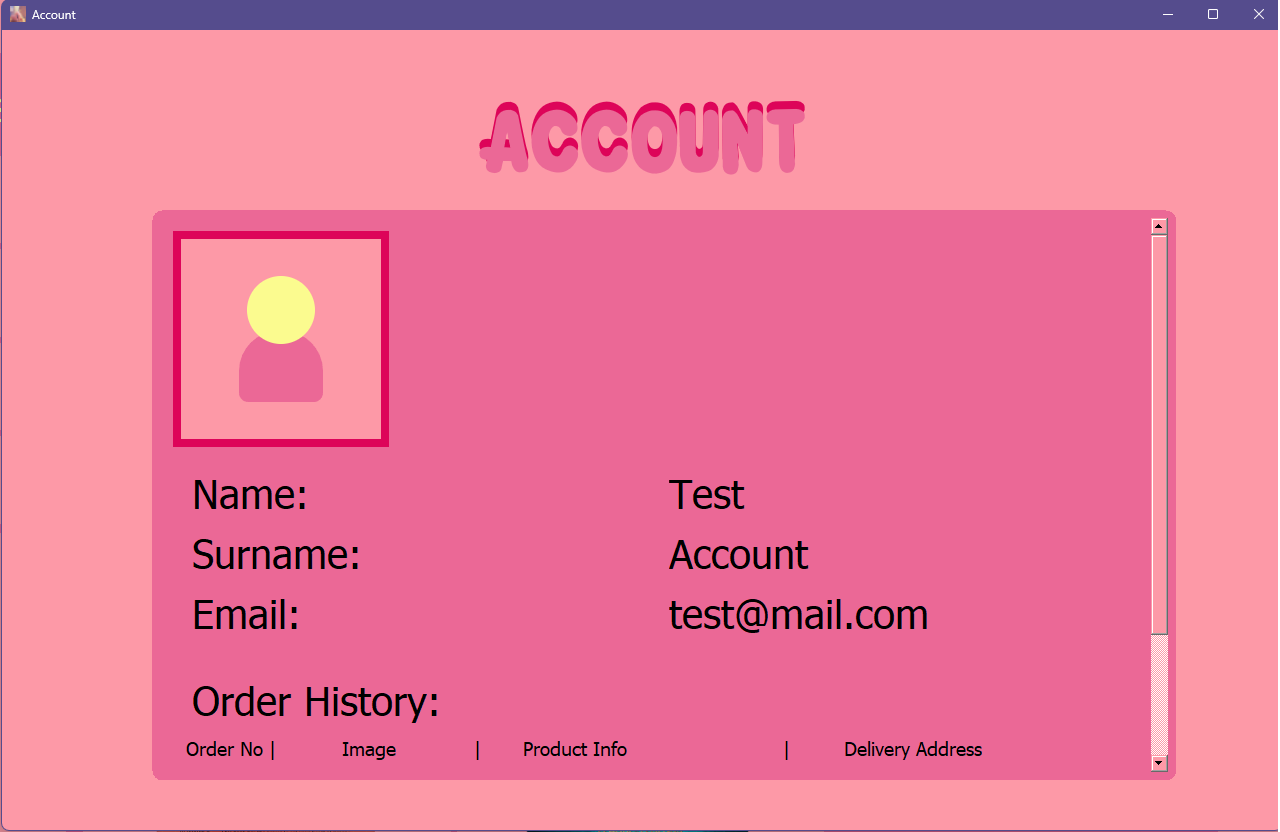 Account
ACCOUNT
Name: Test
Surname: Account
Email: test@mail.com
Order History:
Order No | Image | Product Info | Delivery Address